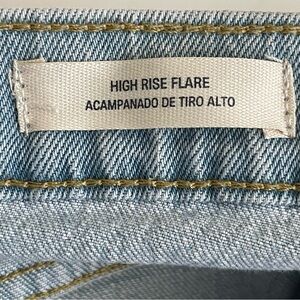 HIGH RISE FLARE
ACAMPANADO DE TIRO ALTO